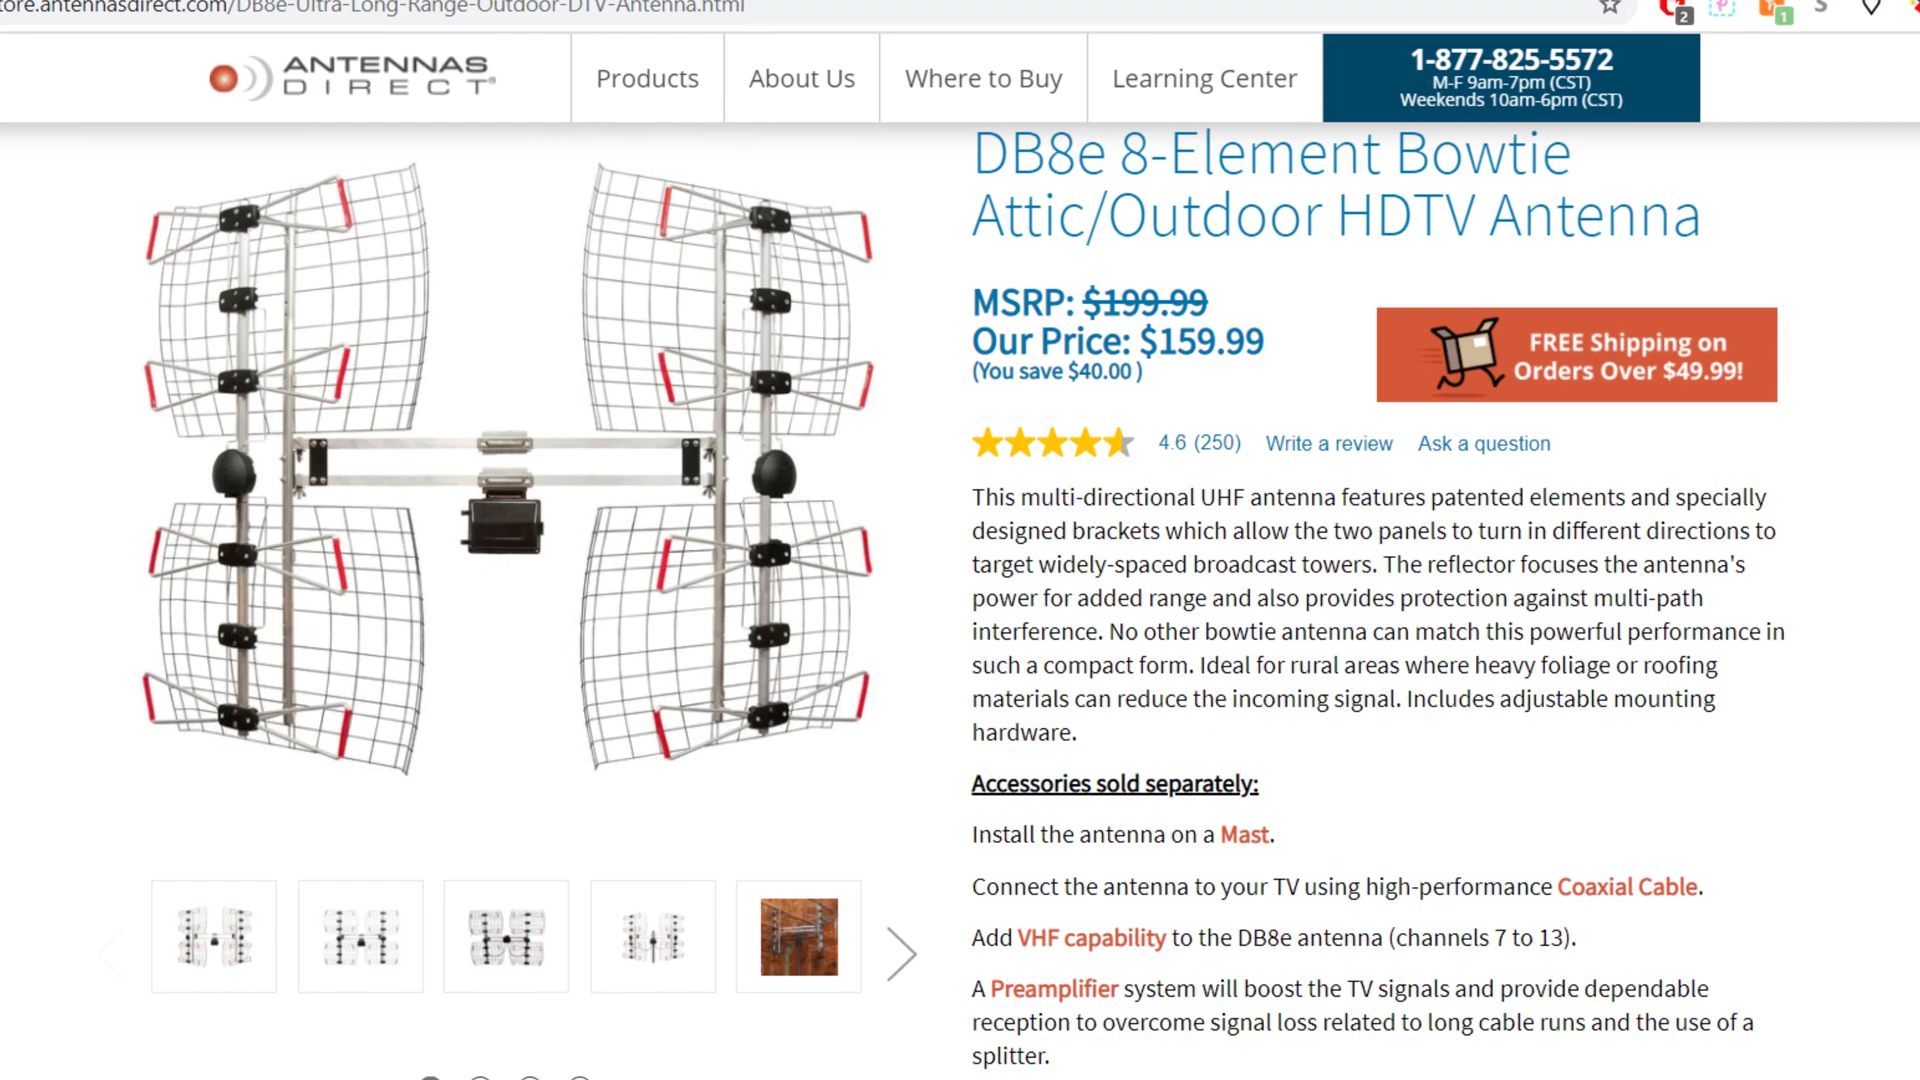 tore.antennasdirect.com/DB8e-Ultra-Long-Range-Outdoor-DTV-Antenna.html
2
1
S
ANTENNAS
DIRECT®
Products
About Us
Where to Buy
Learning Center
1-877-825-5572
M-F 9am-7pm (CST)
Weekends 10am-6pm (CST)
DB8e 8-Element Bowtie
Attic/Outdoor HDTV Antenna
MSRP: $199.99
Our Price: $159.99
(You save $40.00 )
FREE Shipping on
Orders Over $49.99!
4.6 (250)
Write a review
Ask a question
This multi-directional UHF antenna features patented elements and specially
designed brackets which allow the two panels to turn in different directions to
target widely-spaced broadcast towers. The reflector focuses the antenna's
power for added range and also provides protection against multi-path
interference. No other bowtie antenna can match this powerful performance in
such a compact form. Ideal for rural areas where heavy foliage or roofing
materials can reduce the incoming signal. Includes adjustable mounting
hardware.
Accessories sold separately:
Install the antenna on a Mast.
Connect the antenna to your TV using high-performance Coaxial Cable.
Add VHF capability to the DB8e antenna (channels 7 to 13).
A Preamplifier system will boost the TV signals and provide dependable
reception to overcome signal loss related to long cable runs and the use of a
splitter.